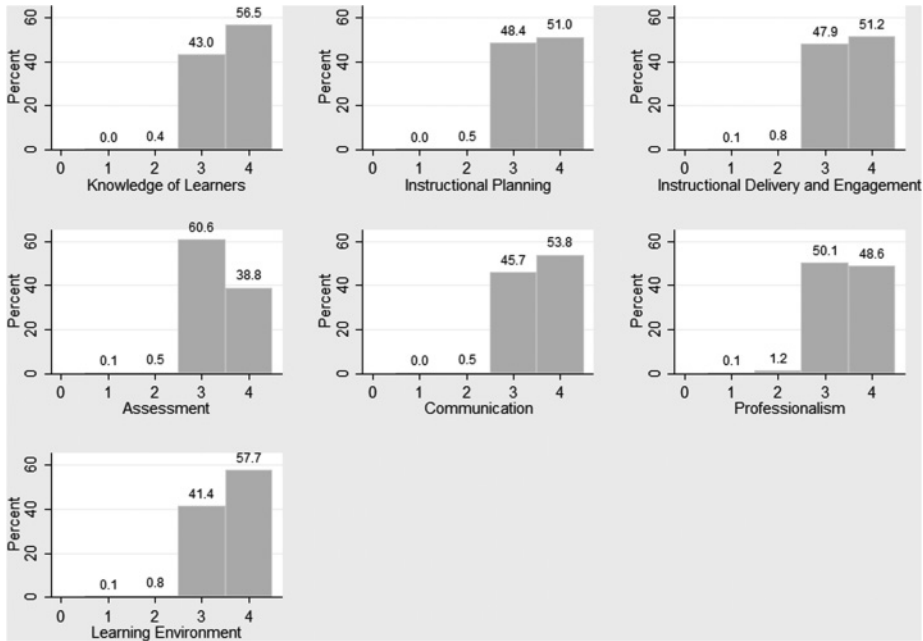 Percent
0 20 40 60
0.0 0.4 43.0 56.5
0 1 2 3 4
Knowledge of Learners
Percent
0 20 40 60
0.0 0.5 48.4 51.0
0 1 2 3 4
Instructional Planning
Percent
0 20 40 60
0.1 0.8 47.9 51.2
0 1 2 3 4
Instructional Delivery and Engagement
Percent
0 20 40 60
0.1 0.5 60.6 38.8
0 1 2 3 4
Assessment
Percent
0 20 40 60
0.0 0.5 45.7 53.8
0 1 2 3 4
Communication
Percent
0 20 40 60
0.1 1.2 50.1 48.6
0 1 2 3 4
Professionalism
Percent
0 20 40 60
0.1 0.8 41.4 57.7
0 1 2 3 4
Learning Environment